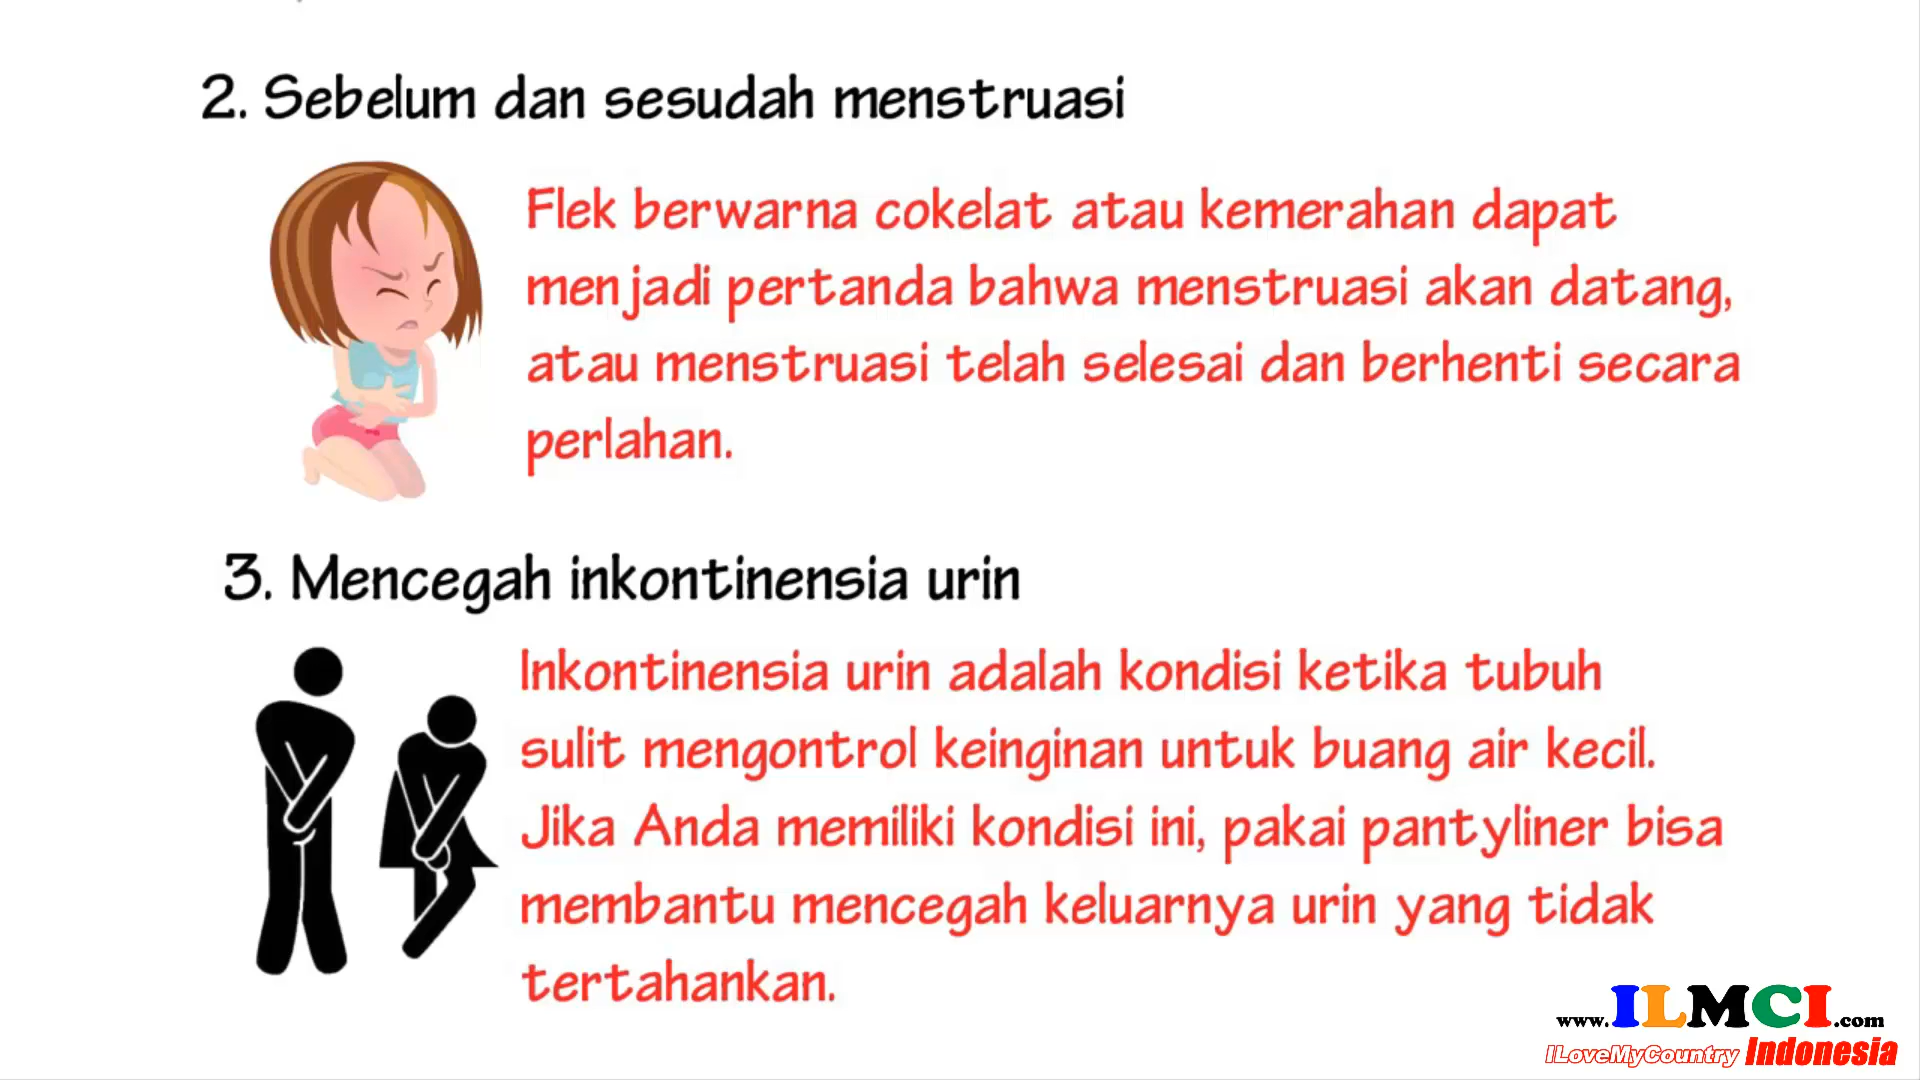 2. Sebelum dan sesudah menstruasi
Flek berwarna cokelat atau kemerahan dapat
menjadi pertanda bahwa menstruasi akan datang,
atau menstruasi telah selesai dan berhenti secara
perlahan.
3. Mencegah inkontinensia urin
Inkontinensia urin adalah kondisi ketika tubuh
sulit mengontrol keinginan untuk buang air kecil.
Jika Anda memiliki kondisi ini, pakai pantyliner bisa
membantu mencegah keluarnya urin yang tidak
tertahankan.
www.ILMCI.com
ILoveMyCountry Indonesia